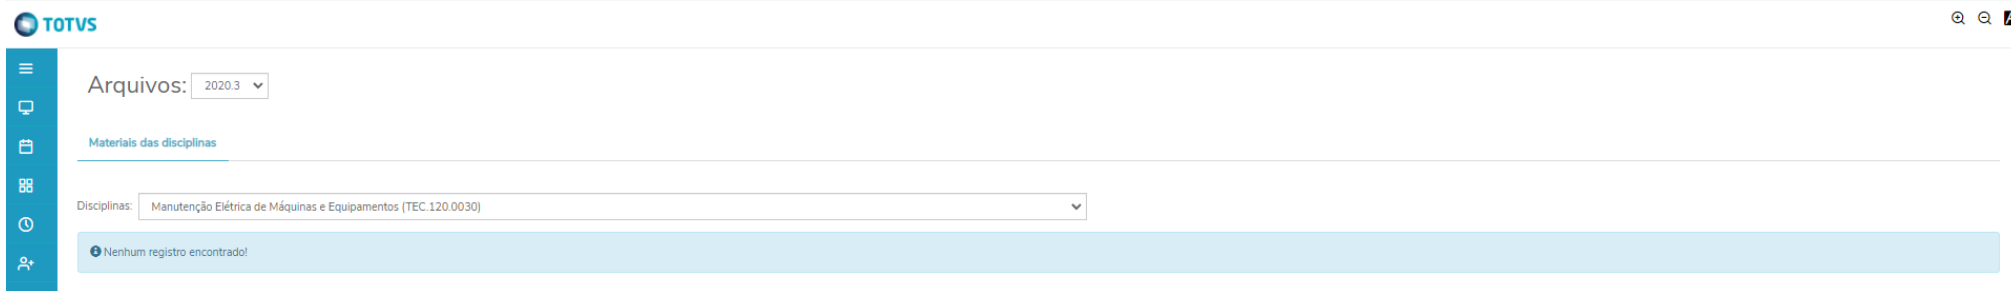 TOTVS
Arquivos: 2020.3
Materiais das disciplinas
Disciplinas: Manutenção Elétrica de Máquinas e Equipamentos (TEC.120.0030)
Nenhum registro encontrado!